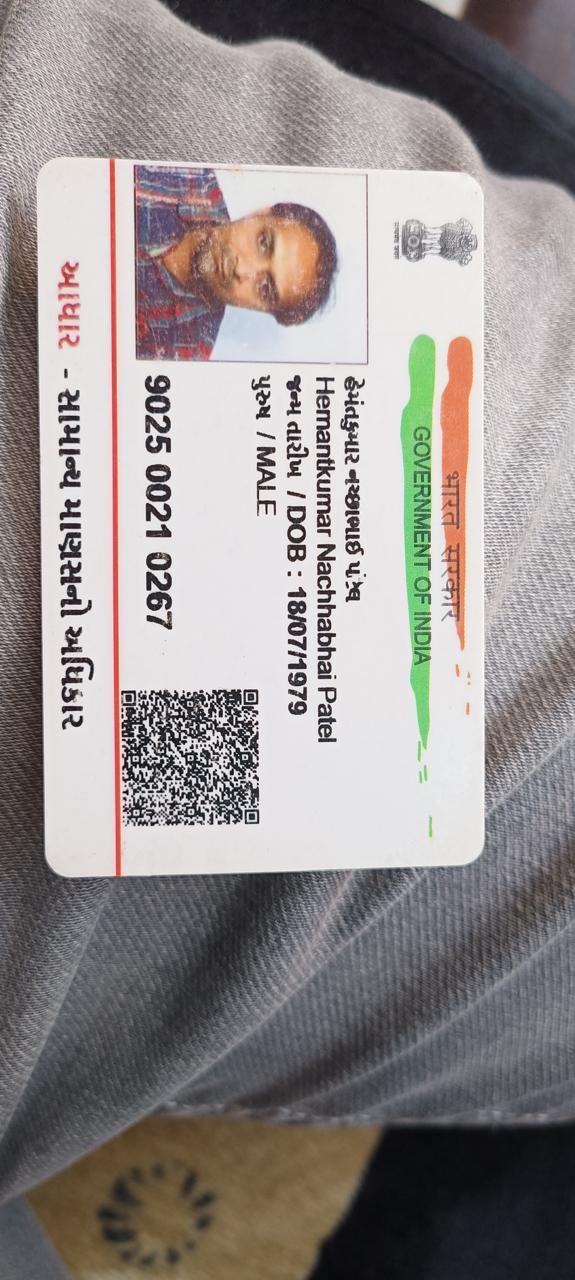 भारत सरकार
GOVERNMENT OF INDIA
હેમંતકુમાર નચ્છાભાઈ
Hemantkumar Nachhabhai Patel
જન્મ તારીખ / DOB : 18/07/1979
પુરુષ / MALE
9025 0021 0267
આધાર - સામાન્ય માણસનો અધિકાર